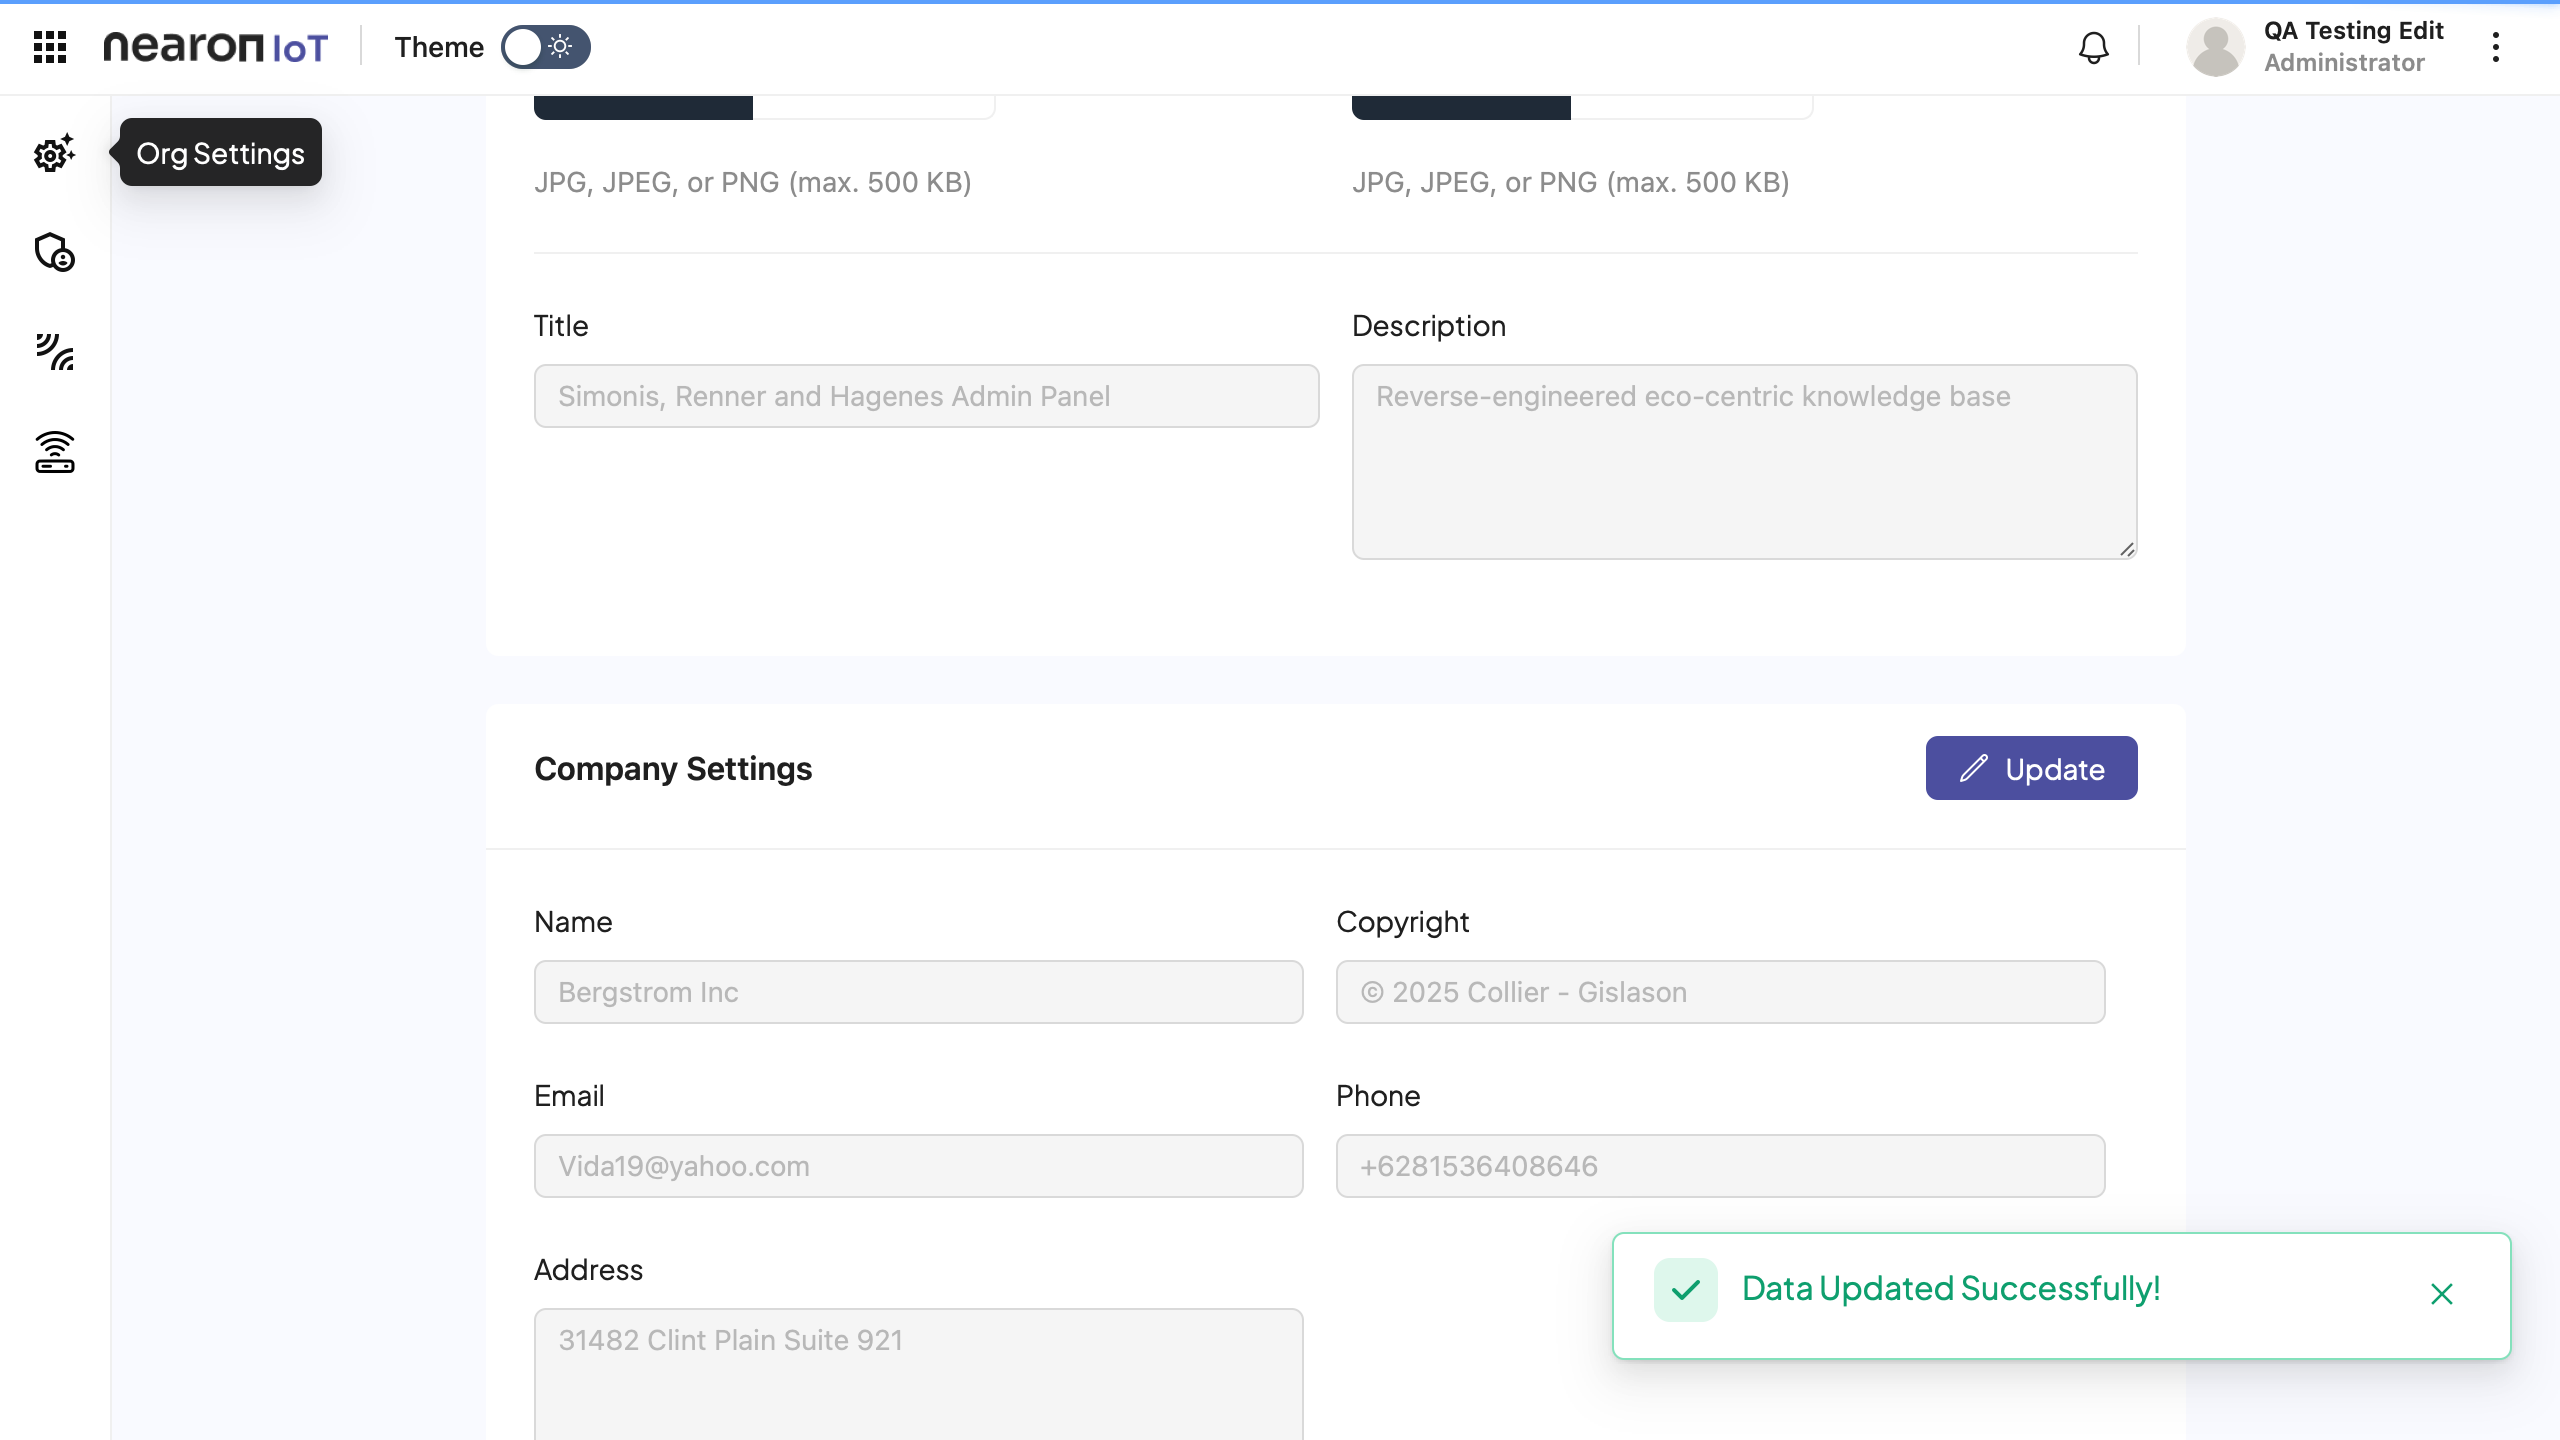 nearon IoT
Theme
QA Testing Edit
Administrator
Org Settings
JPG, JPEG, or PNG (max. 500 KB)
JPG, JPEG, or PNG (max. 500 KB)
Title
Description
Simonis, Renner and Hagenes Admin Panel
Reverse-engineered eco-centric knowledge base
Company Settings
Update
Name
Copyright
Bergstrom Inc
© 2025 Collier - Gislason
Email
Phone
Vida19@yahoo.com
+6281536408646
Address
31482 Clint Plain Suite 921
Data Updated Successfully!